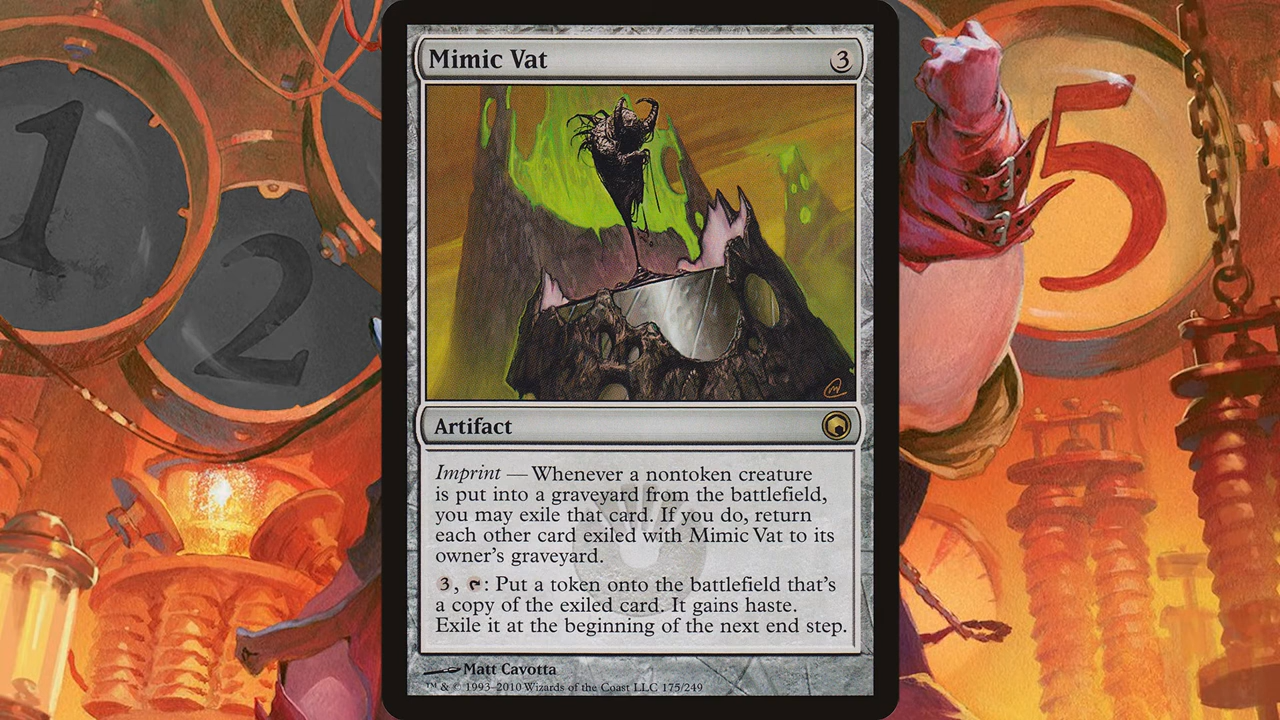 1
2
5
Mimic Vat 3
Artifact
Imprint — Whenever a nontoken creature
is put into a graveyard from the battlefield,
you may exile that card. If you do, return
each other card exiled with Mimic Vat to its
owner's graveyard.
3, T: Put a token onto the battlefield that's
a copy of the exiled card. It gains haste.
Exile it at the beginning of the next end step.
Matt Cavotta
™ & © 1993–2010 Wizards of the Coast LLC 175/249